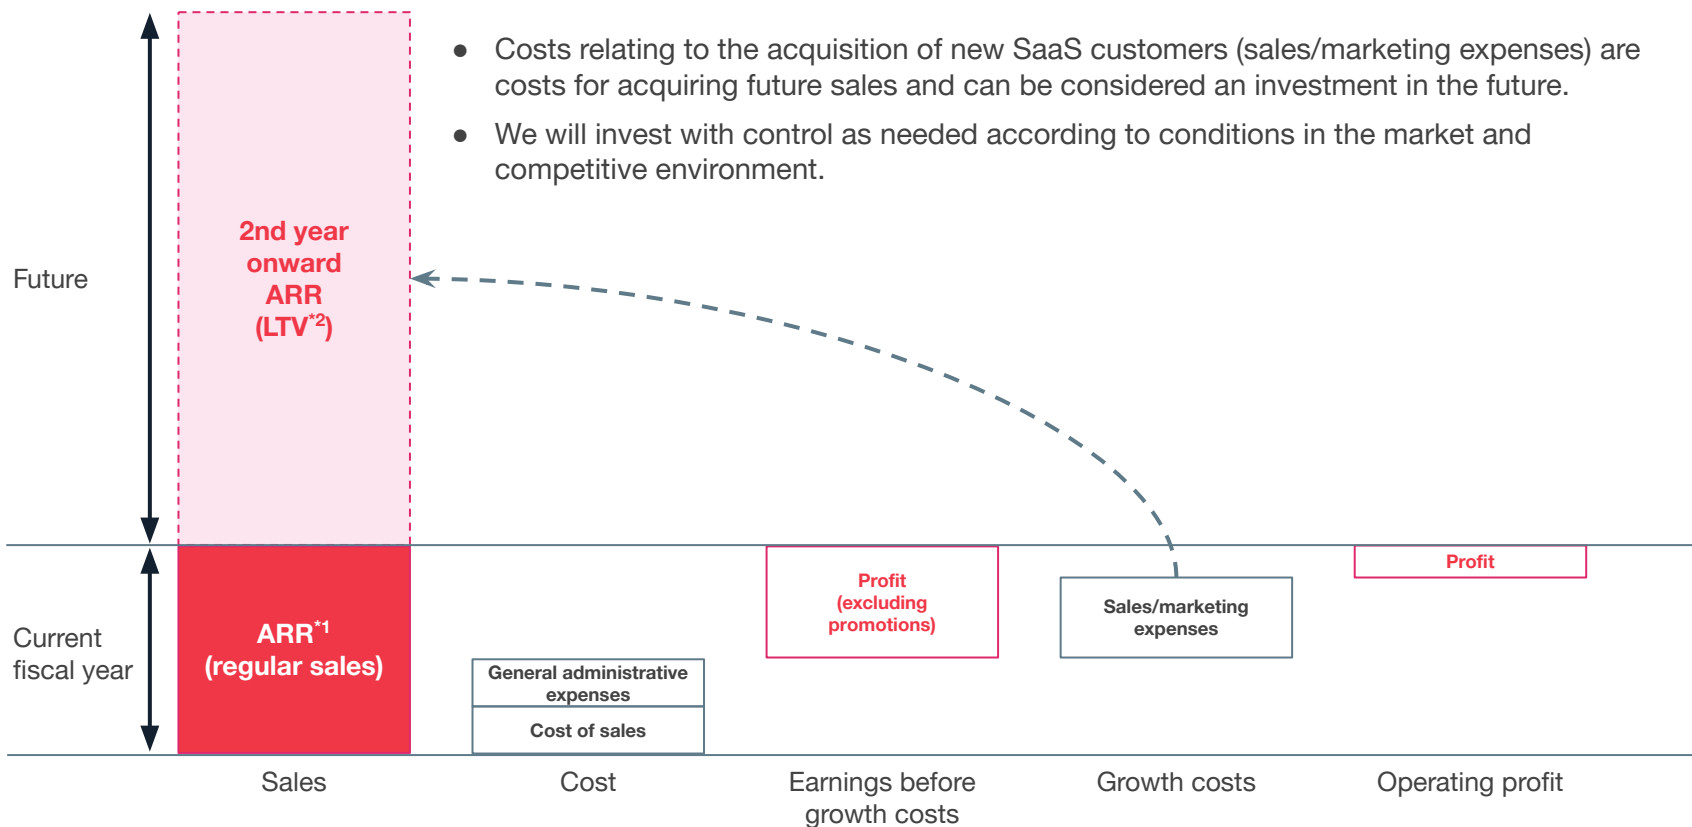 ● Costs relating to the acquisition of new SaaS customers (sales/marketing expenses) are
costs for acquiring future sales and can be considered an investment in the future.
● We will invest with control as needed according to conditions in the market and
competitive environment.
2nd year
onward
ARR
(LTV*2)
Future
Current
fiscal year
ARR*1
(regular sales)
General administrative
expenses
Cost of sales
Profit
(excluding
promotions)
Sales/marketing
expenses
Profit
Sales
Cost
Earnings before
growth costs
Growth costs
Operating profit